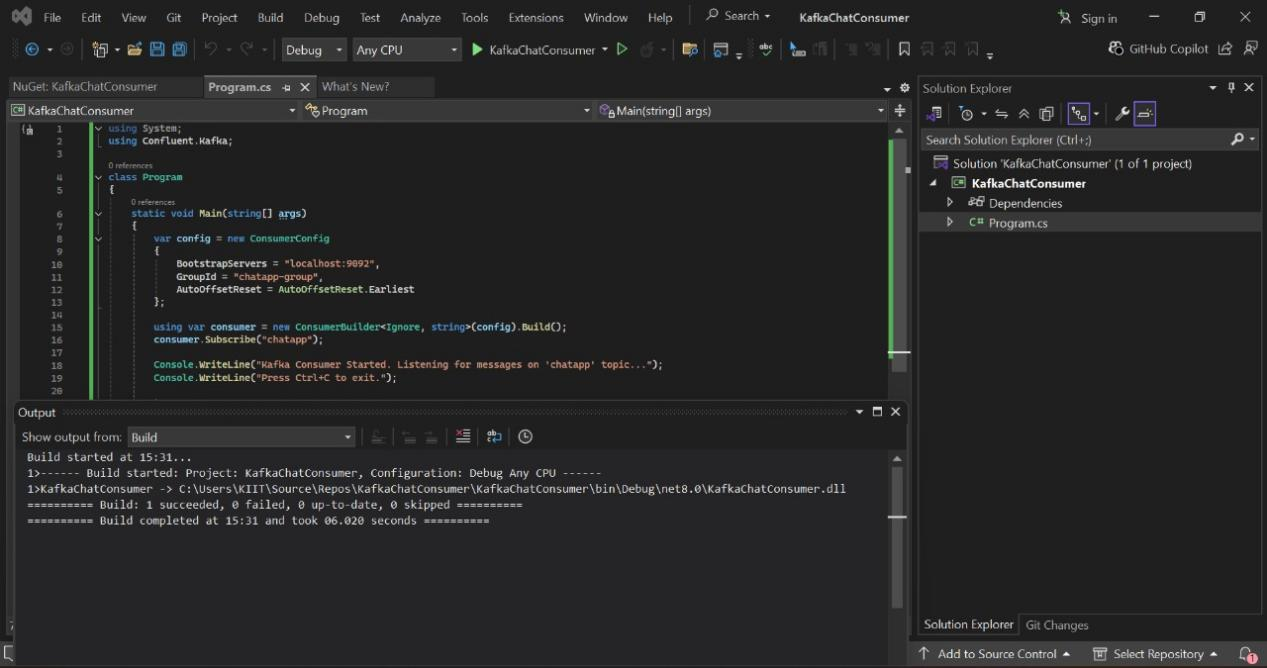 File Edit View Git Project Build Debug Test Analyze Tools Extensions Window Help Search KafkaChatConsumer Sign in
Debug Any CPU KafkaChatConsumer GitHub Copilot
NuGet: KafkaChatConsumer Program.cs What's New?
KafkaChatConsumer Program Main(string[] args)
1 using System;
2 using Confluent.Kafka;
3
0 references
4 class Program
5 {
0 references
6 static void Main(string[] args)
7 {
8 var config = new ConsumerConfig
9 {
10 BootstrapServers = "localhost:9092",
11 GroupId = "chatapp-group",
12 AutoOffsetReset = AutoOffsetReset.Earliest
13 };
14
15 using var consumer = new ConsumerBuilder<Ignore, string>(config).Build();
16 consumer.Subscribe("chatapp");
17
18 Console.WriteLine("Kafka Consumer Started. Listening for messages on 'chatapp' topic...");
19 Console.WriteLine("Press Ctrl+C to exit.");
20
Output
Show output from: Build
Build started at 15:31...
1>------ Build started: Project: KafkaChatConsumer, Configuration: Debug Any CPU ------
1>KafkaChatConsumer -> C:\Users\KIIT\Source\Repos\KafkaChatConsumer\KafkaChatConsumer\bin\Debug\net8.0\KafkaChatConsumer.dll
========== Build: 1 succeeded, 0 failed, 0 up-to-date, 0 skipped ==========
========== Build completed at 15:31 and took 06.020 seconds ==========
Solution Explorer
Search Solution Explorer (Ctrl+;)
Solution 'KafkaChatConsumer' (1 of 1 project)
KafkaChatConsumer
Dependencies
C# Program.cs
Solution Explorer Git Changes
Add to Source Control Select Repository 1